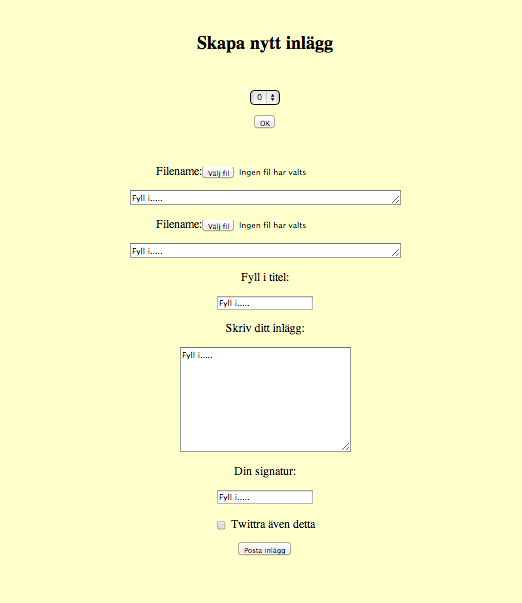 Skapa nytt inlägg
0
OK
Filename: Välj fil Ingen fil har valts
Fyll i.....
Filename: Välj fil Ingen fil har valts
Fyll i.....
Fyll i titel:
Fyll i.....
Skriv ditt inlägg:
Fyll i.....
Din signatur:
Fyll i.....
Twittra även detta
Posta inlägg